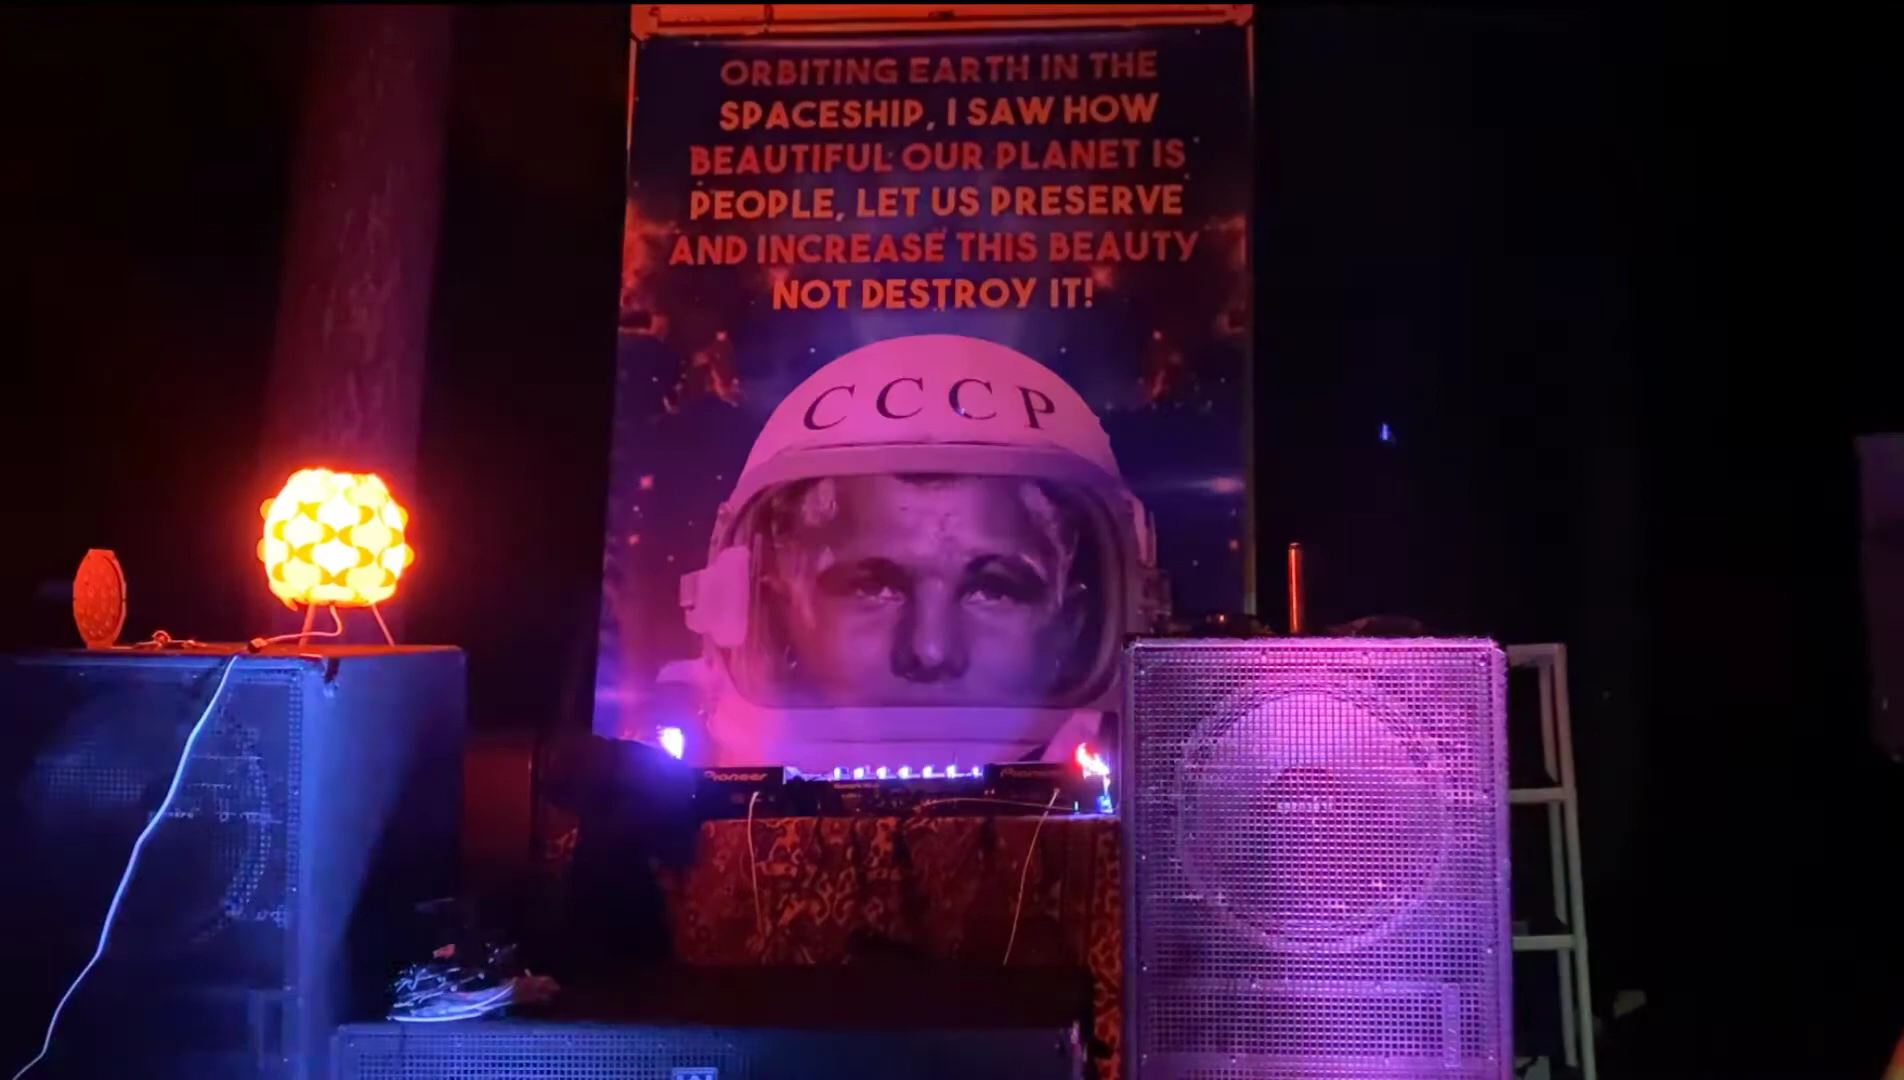 ORBITING EARTH IN THE
SPACESHIP, I SAW HOW
BEAUTIFUL OUR PLANET IS
PEOPLE, LET US PRESERVE
AND INCREASE THIS BEAUTY
NOT DESTROY IT!
СССР
Pioneer
Pioneer